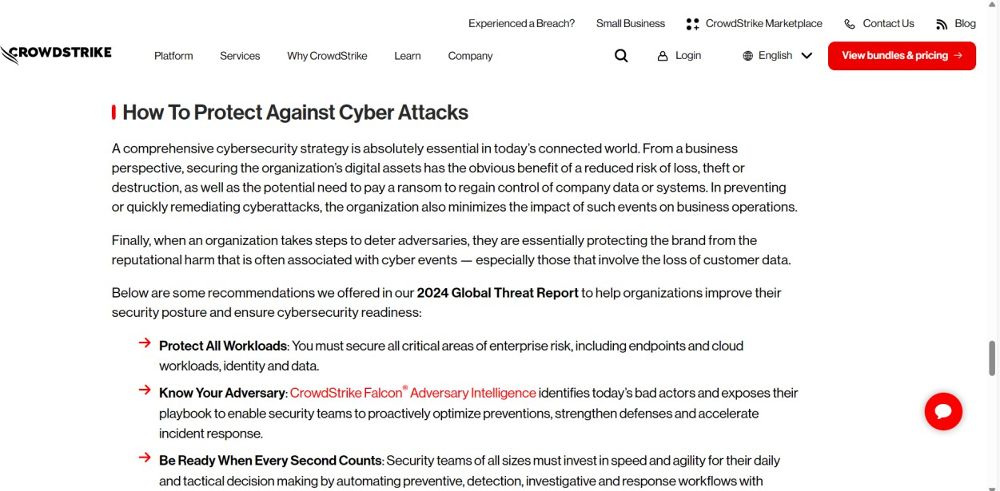 Experienced a Breach? Small Business CrowdStrike Marketplace Contact Us Blog
CROWDSTRIKE Platform Services Why CrowdStrike Learn Company Login English View bundles & pricing →
How To Protect Against Cyber Attacks
A comprehensive cybersecurity strategy is absolutely essential in today’s connected world. From a business
perspective, securing the organization’s digital assets has the obvious benefit of a reduced risk of loss, theft or
destruction, as well as the potential need to pay a ransom to regain control of company data or systems. In preventing
or quickly remediating cyberattacks, the organization also minimizes the impact of such events on business operations.
Finally, when an organization takes steps to deter adversaries, they are essentially protecting the brand from the
reputational harm that is often associated with cyber events — especially those that involve the loss of customer data.
Below are some recommendations we offered in our 2024 Global Threat Report to help organizations improve their
security posture and ensure cybersecurity readiness:
→ Protect All Workloads: You must secure all critical areas of enterprise risk, including endpoints and cloud
workloads, identity and data.
→ Know Your Adversary: CrowdStrike Falcon® Adversary Intelligence identifies today’s bad actors and exposes their
playbook to enable security teams to proactively optimize preventions, strengthen defenses and accelerate
incident response.
→ Be Ready When Every Second Counts: Security teams of all sizes must invest in speed and agility for their daily
and tactical decision making by automating preventive, detection, investigative and response workflows with